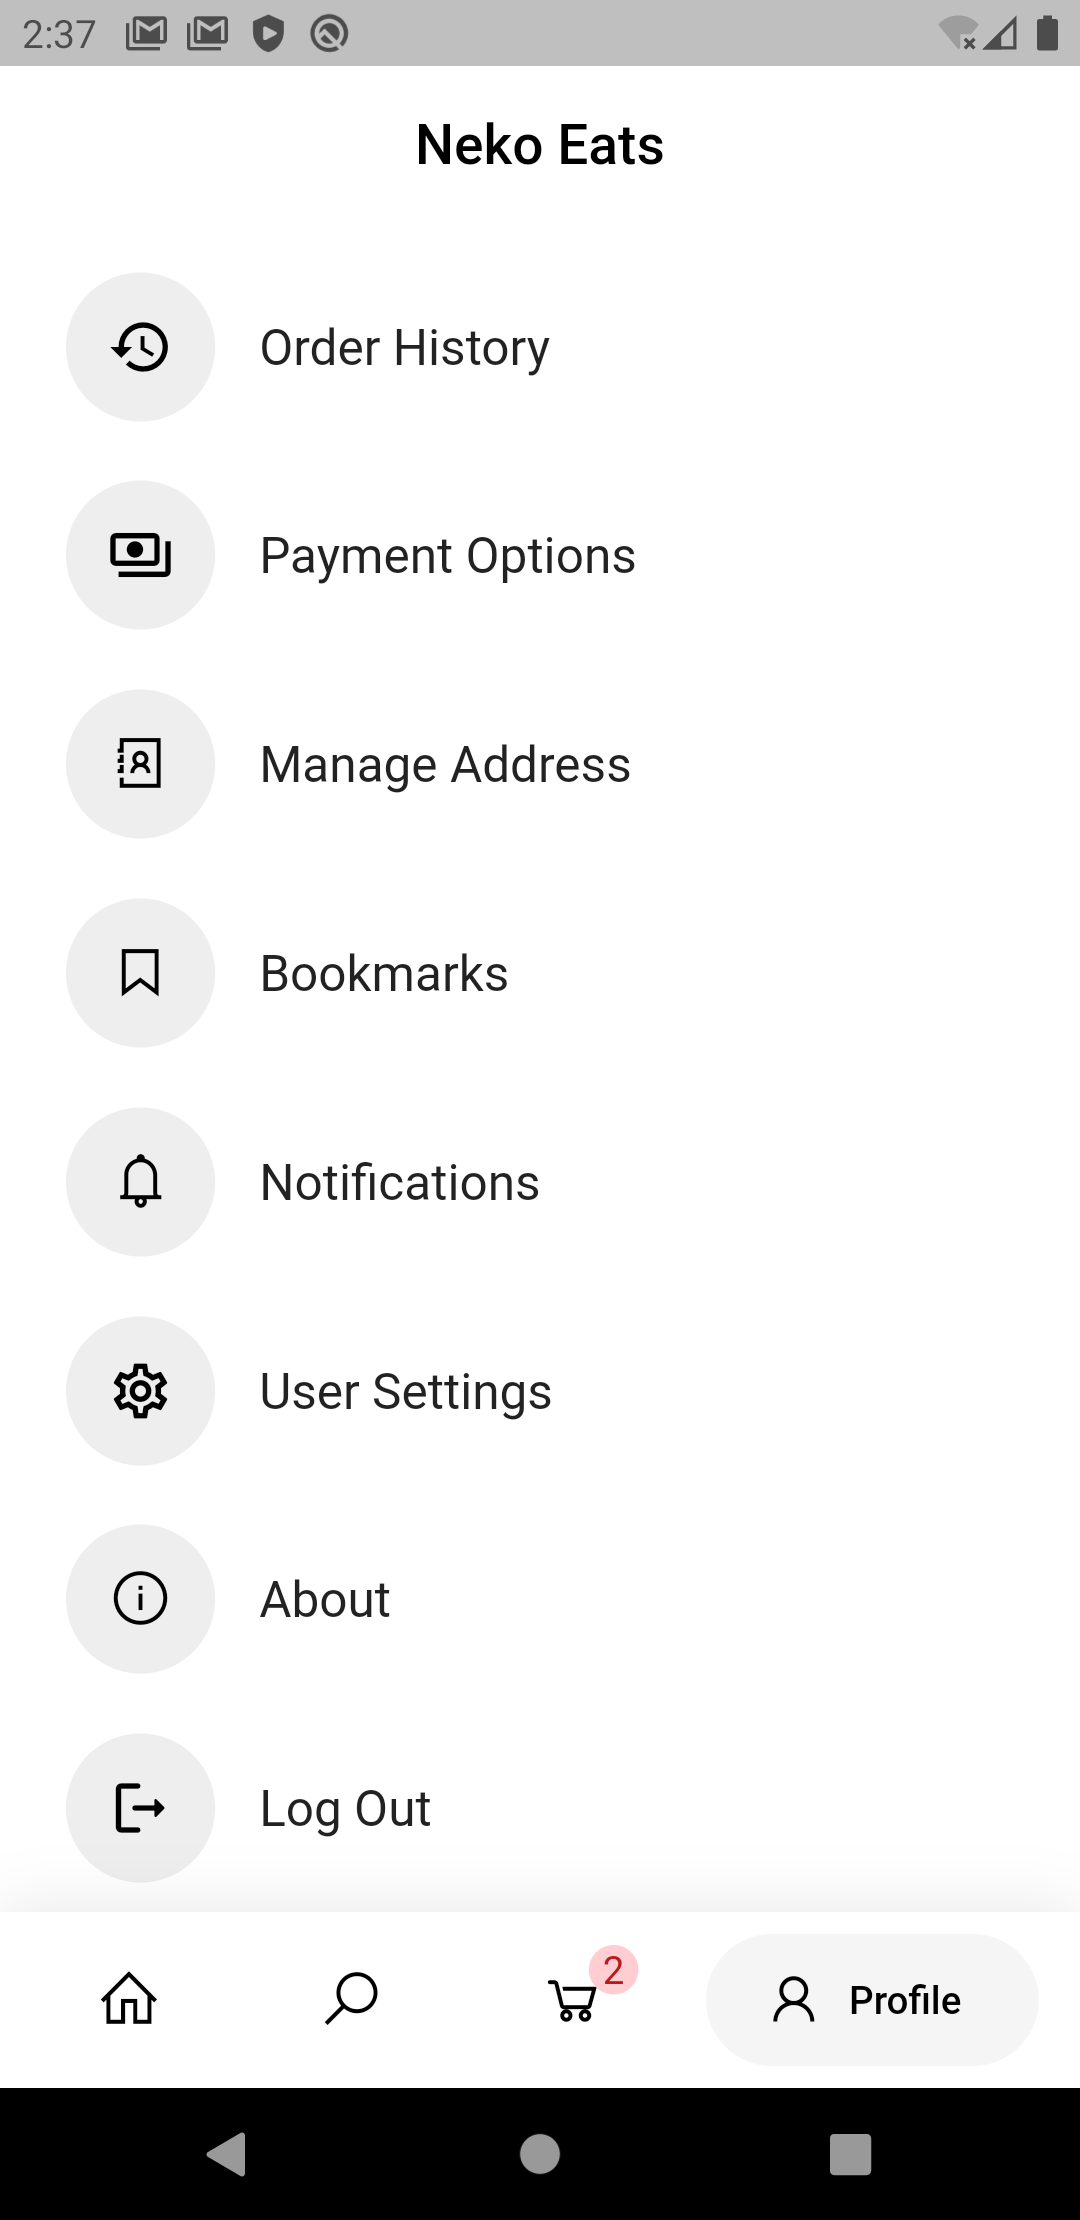 2:37
Neko Eats
Order History
Payment Options
Manage Address
Bookmarks
Notifications
User Settings
About
Log Out
2
Profile